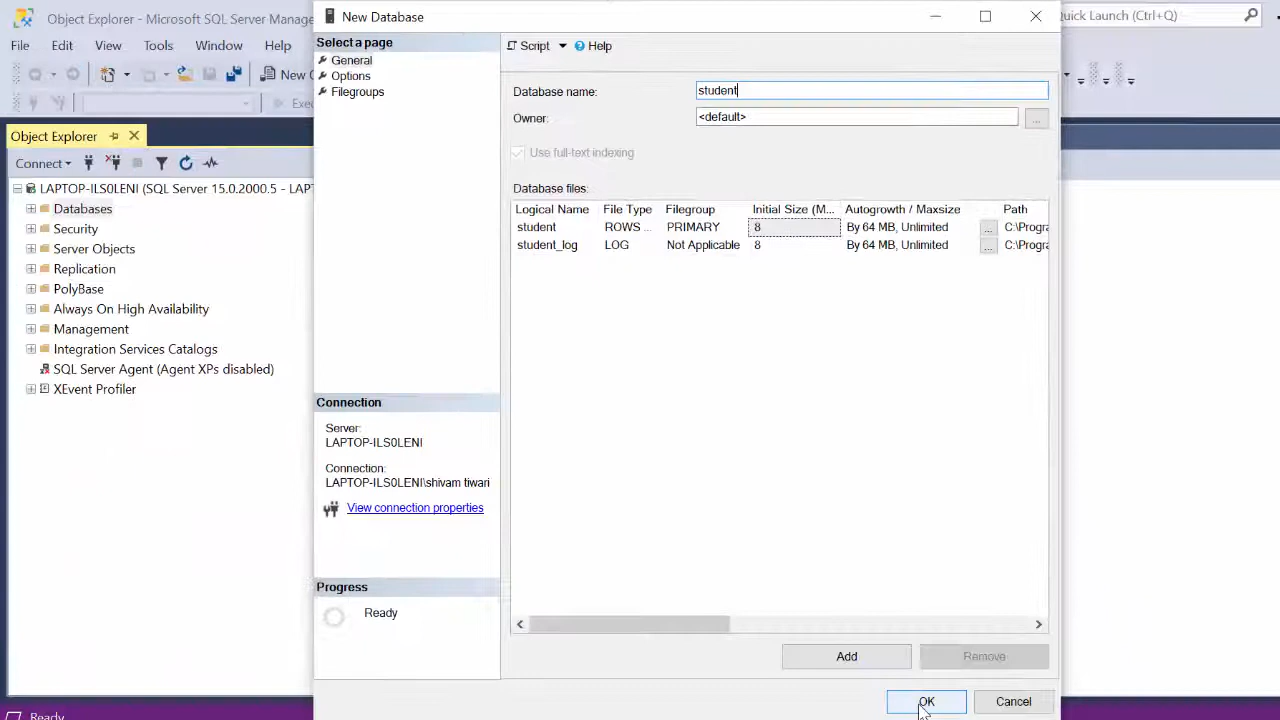 Object Explorer - Microsoft SQL Server Mana
Quick Launch (Ctrl+Q)
File Edit View Tools Window Help
New
Object Explorer
Connect
LAPTOP-ILS0LENI (SQL Server 15.0.2000.5 -
Databases
Security
Server Objects
Replication
PolyBase
Always On High Availability
Management
Integration Services Catalogs
SQL Server Agent (Agent XPs disabled)
XEvent Profiler
Ready
New Database
Select a page
General
Options
Filegroups
Connection
Server:
LAPTOP-ILS0LENI
Connection:
LAPTOP-ILS0LENI\shivam tiwari
View connection properties
Progress
Ready
Script Help
Database name: student
Owner: <default> ...
Use full-text indexing
Database files:
Logical Name File Type Filegroup Initial Size (M... Autogrowth / Maxsize Path
student ROWS ... PRIMARY 8 By 64 MB, Unlimited ... C:\Progra
student_log LOG Not Applicable 8 By 64 MB, Unlimited ... C:\Progra
Add Remove
OK Cancel